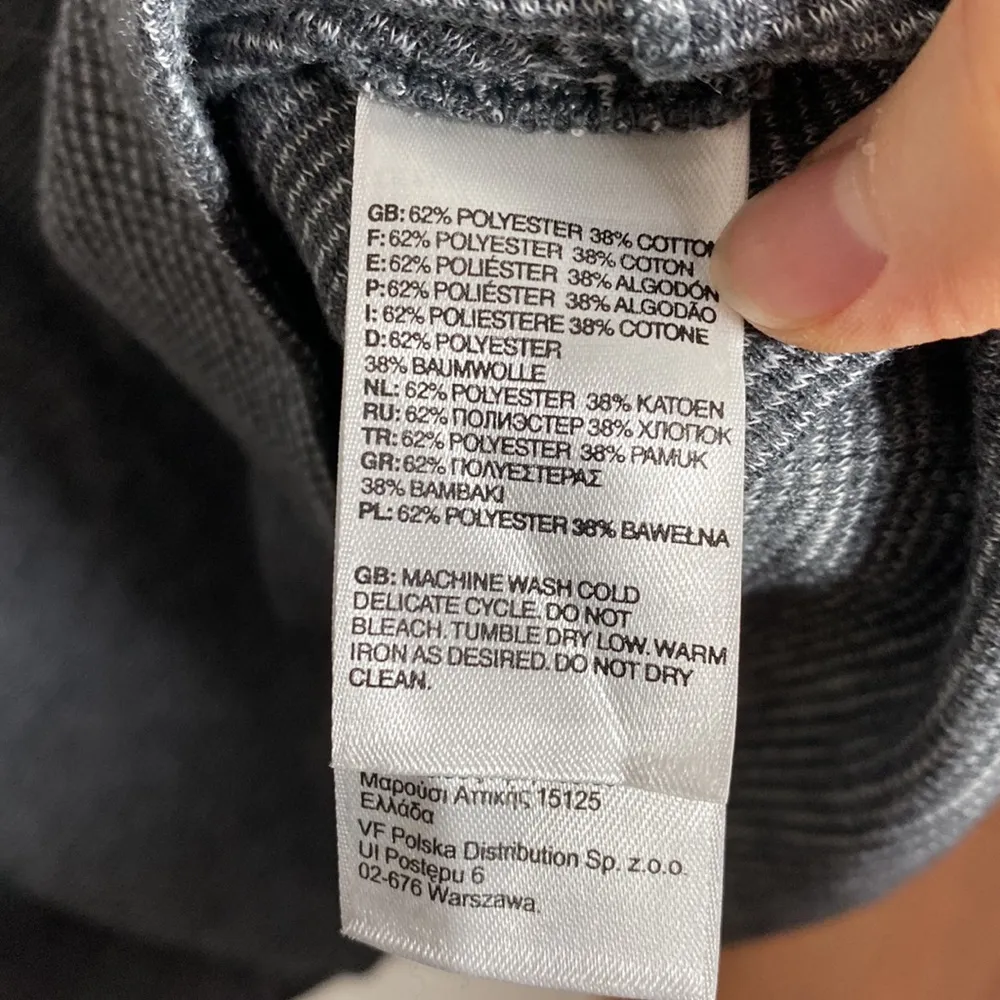 GB: 62% POLYESTER 38% COTTON
F: 62% POLYESTER 38% COTON
E: 62% POLIÉSTER 38% ALGODÓN
P: 62% POLIÉSTER 38% ALGODÃO
I: 62% POLIESTERE 38% COTONE
D: 62% POLYESTER
38% BAUMWOLLE
NL: 62% POLYESTER 38% KATOEN
RU: 62% ПОЛИЭСТЕР 38% ХЛОПОК
TR: 62% POLYESTER 38% PAMUK
GR: 62% ΠΟΛΥΕΣΤΕΡΑΣ
38% ΒΑΜΒΑΚΙ
PL: 62% POLYESTER 38% BAWEŁNA
GB: MACHINE WASH COLD
DELICATE CYCLE. DO NOT
BLEACH. TUMBLE DRY LOW. WARM
IRON AS DESIRED. DO NOT DRY
CLEAN.
Μαρούσι Αττικής 15125
Ελλάδα
VF Polska Distribution Sp. z.o.o.
Ul Postępu 6
02-676 Warszawa.